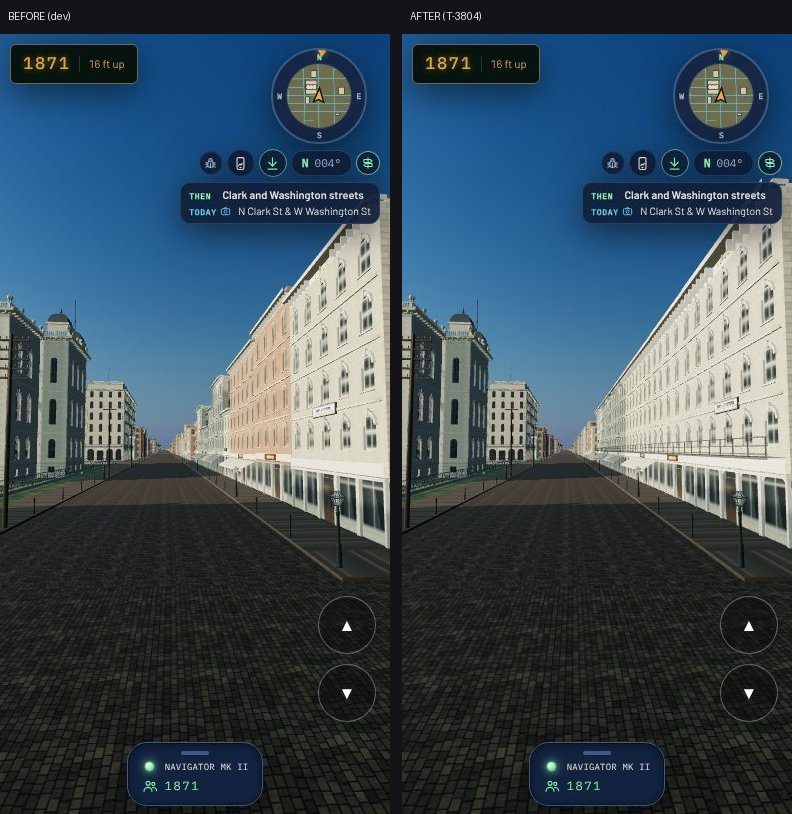 BEFORE (dev)
1871 16 ft up
N
W E
S
N 004°
THEN Clark and Washington streets
TODAY N Clark St & W Washington St
NAVIGATOR MK II
1871
AFTER (T-3804)
1871 16 ft up
N
W E
S
N 004°
THEN Clark and Washington streets
TODAY N Clark St & W Washington St
NAVIGATOR MK II
1871